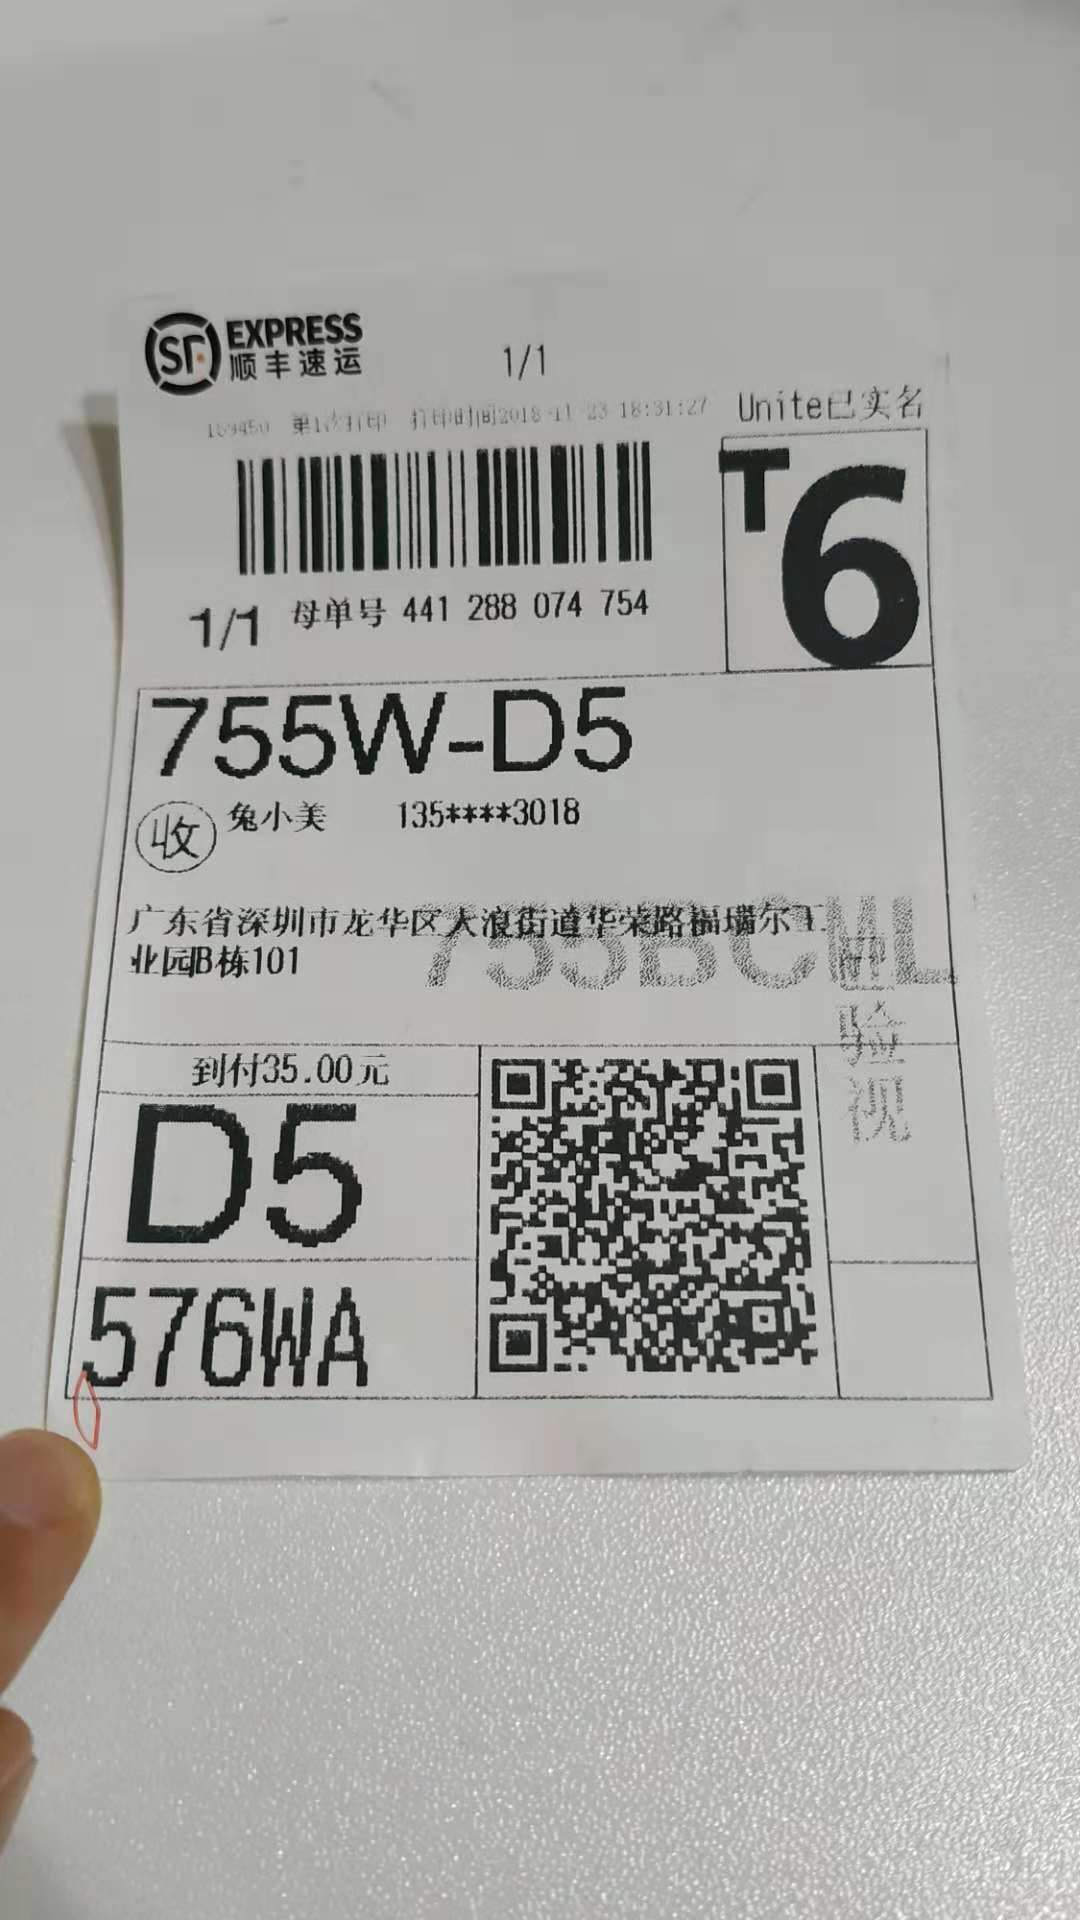 SF EXPRESS
顺丰速运
1/1
159450 第1次打印 打印时间2018-11-23 18:31:27
Unite已实名
T6
1/1 母单号 441 288 074 754
755W-D5
收 兔小美 135****3018
广东省深圳市龙华区大浪街道华荣路福瑞尔工
业园B栋101
755BCML
已验视
到付35.00元
D5
576WA